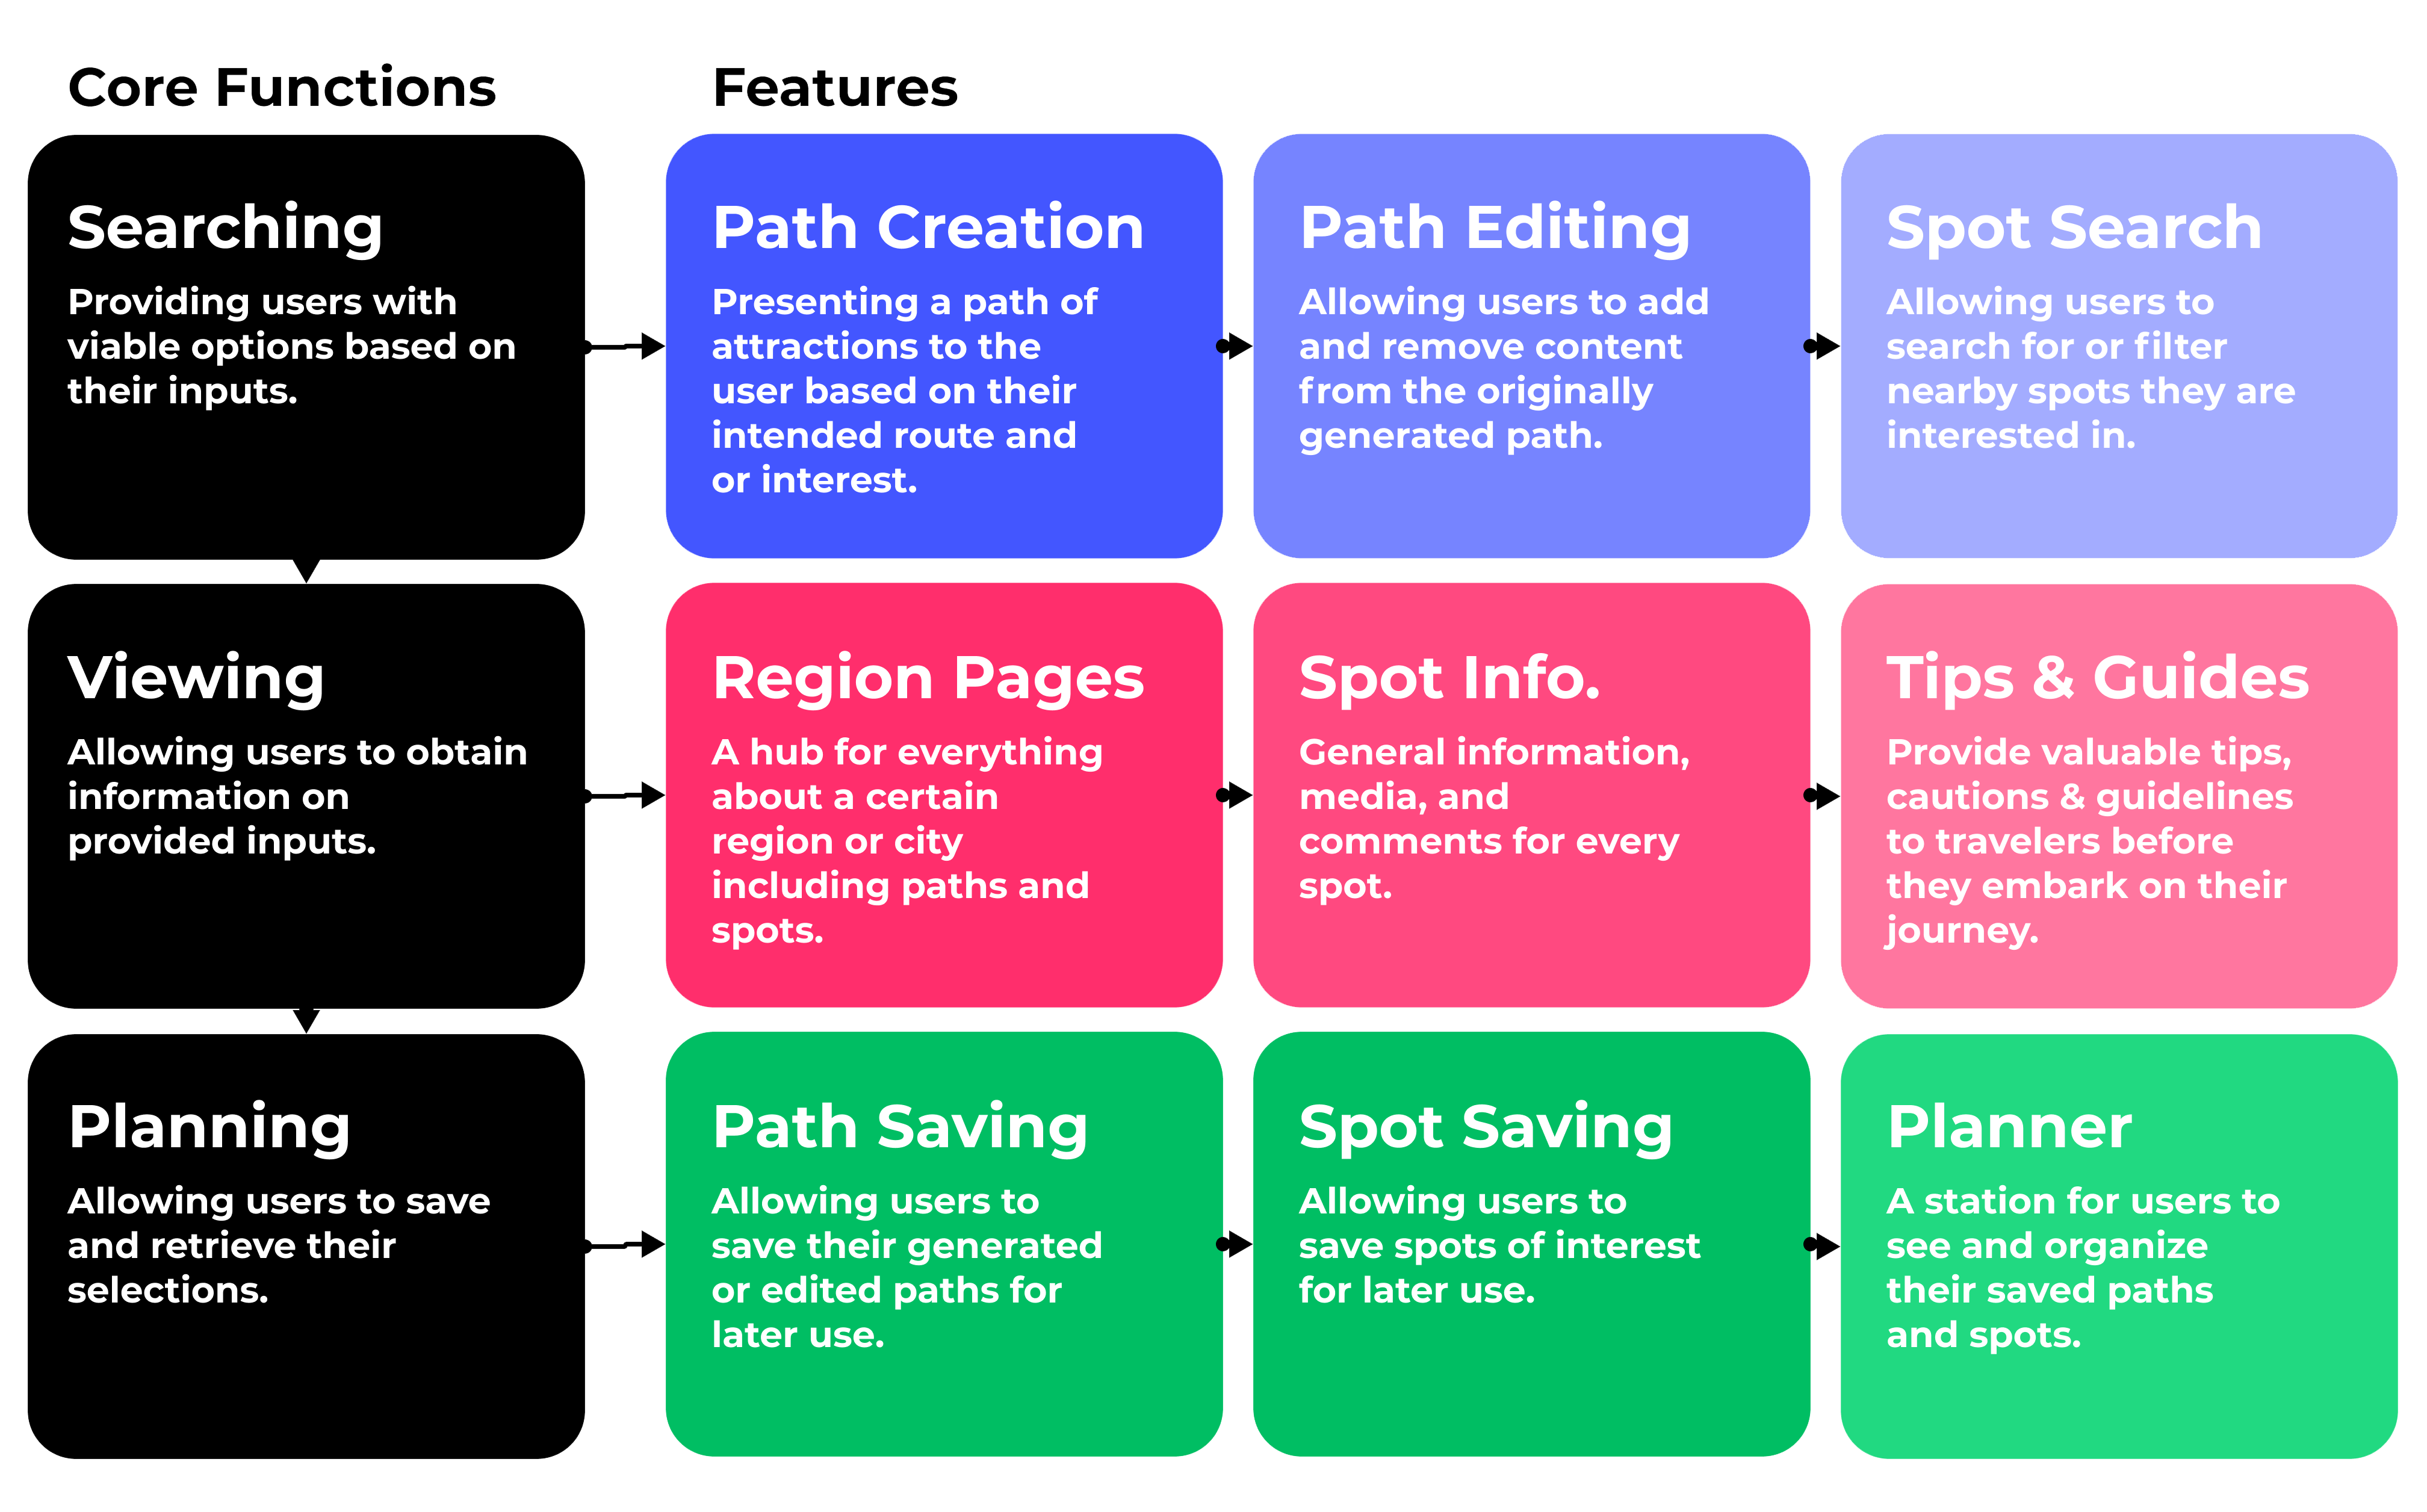 Core Functions
Features
Searching
Providing users with
viable options based on
their inputs.
Path Creation
Presenting a path of
attractions to the
user based on their
intended route and
or interest.
Path Editing
Allowing users to add
and remove content
from the originally
generated path.
Spot Search
Allowing users to
search for or filter
nearby spots they are
interested in.
Viewing
Allowing users to obtain
information on
provided inputs.
Region Pages
A hub for everything
about a certain
region or city
including paths and
spots.
Spot Info.
General information,
media, and
comments for every
spot.
Tips & Guides
Provide valuable tips,
cautions & guidelines
to travelers before
they embark on their
journey.
Planning
Allowing users to save
and retrieve their
selections.
Path Saving
Allowing users to
save their generated
or edited paths for
later use.
Spot Saving
Allowing users to
save spots of interest
for later use.
Planner
A station for users to
see and organize
their saved paths
and spots.